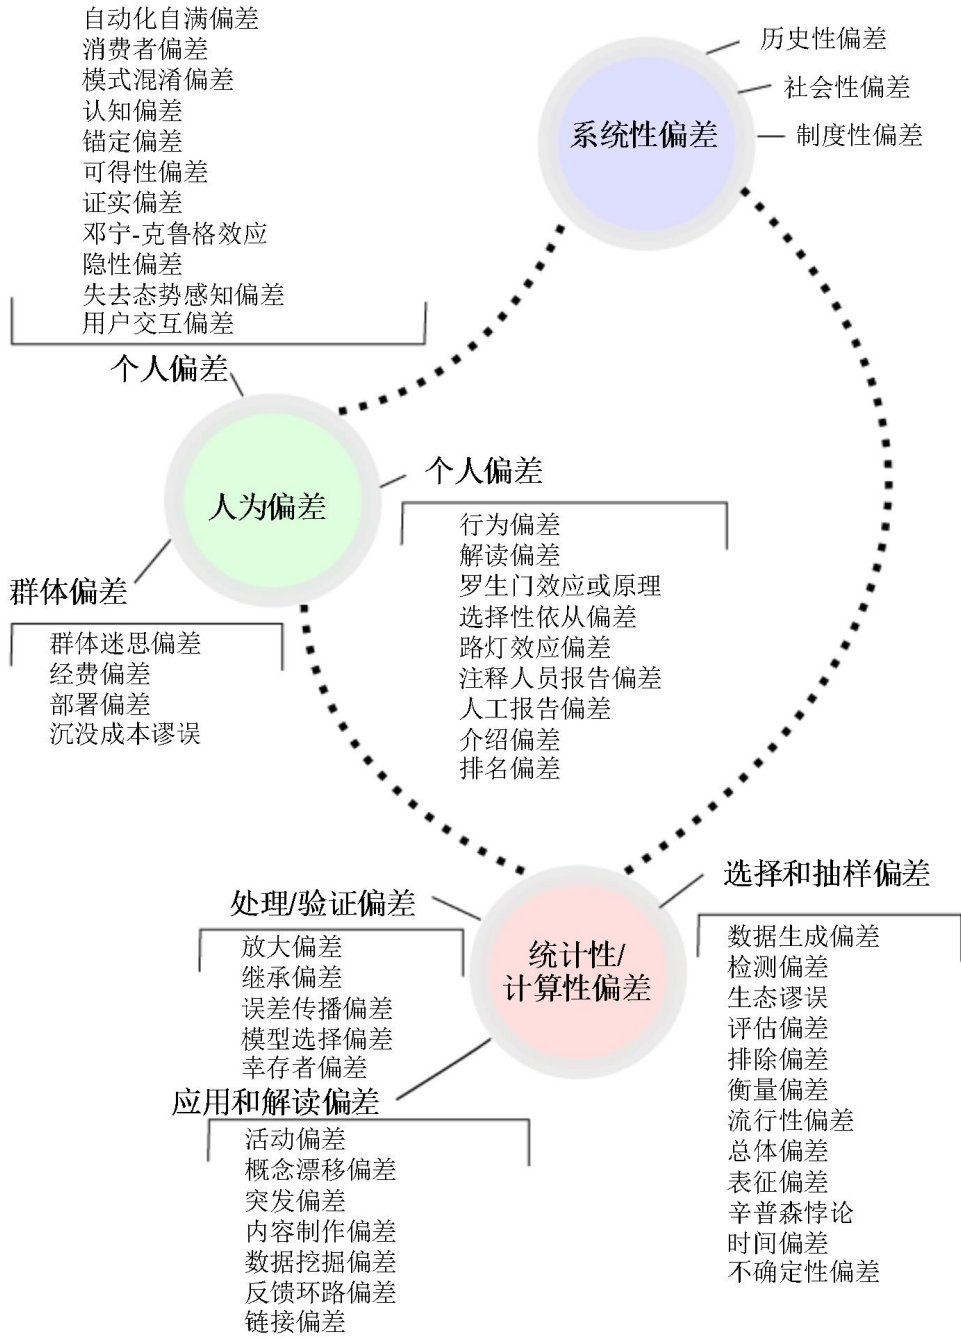 自动化自满偏差
消费者偏差
模式混淆偏差
认知偏差
锚定偏差
可得性偏差
证实偏差
邓宁-克鲁格效应
隐性偏差
失去态势感知偏差
用户交互偏差
个人偏差
历史性偏差
社会性偏差
制度性偏差
系统性偏差
人为偏差
个人偏差
行为偏差
解读偏差
罗生门效应或原理
选择性依从偏差
路灯效应偏差
注释人员报告偏差
人工报告偏差
介绍偏差
排名偏差
群体偏差
群体迷思偏差
经费偏差
部署偏差
沉没成本谬误
处理/验证偏差
放大偏差
继承偏差
误差传播偏差
模型选择偏差
幸存者偏差
统计性/
计算性偏差
选择和抽样偏差
数据生成偏差
检测偏差
生态谬误
评估偏差
排除偏差
衡量偏差
流行性偏差
总体偏差
表征偏差
辛普森悖论
时间偏差
不确定性偏差
应用和解读偏差
活动偏差
概念漂移偏差
突发偏差
内容制作偏差
数据挖掘偏差
反馈环路偏差
链接偏差